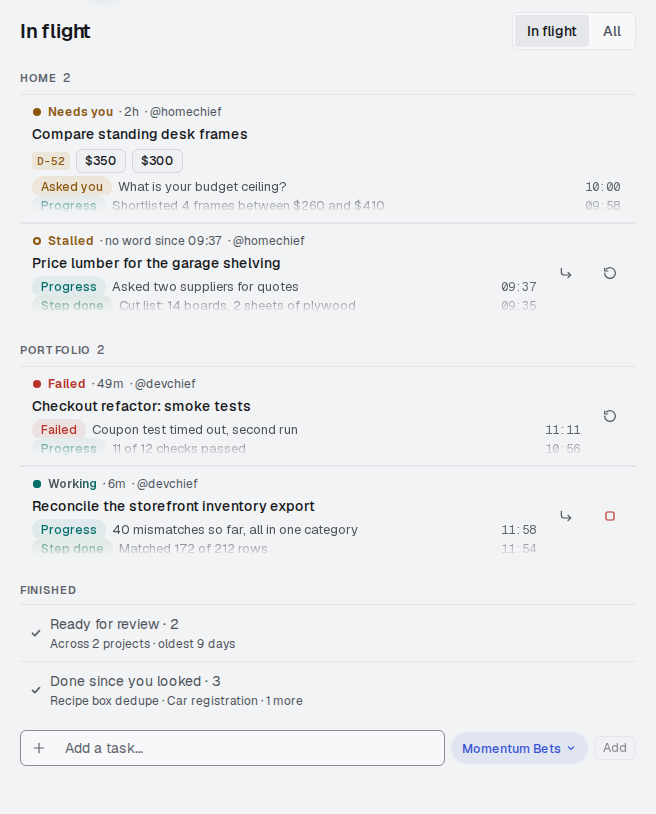 In flight
In flight All
HOME 2
Needs you · 2h · @homechief
Compare standing desk frames
D-52 $350 $300
Asked you What is your budget ceiling? 10:00
Progress Shortlisted 4 frames between $260 and $410 09:58
Stalled · no word since 09:37 · @homechief
Price lumber for the garage shelving
Progress Asked two suppliers for quotes 09:37
Step done Cut list: 14 boards, 2 sheets of plywood 09:35
PORTFOLIO 2
Failed · 49m · @devchief
Checkout refactor: smoke tests
Failed Coupon test timed out, second run 11:11
Progress 11 of 12 checks passed 10:56
Working · 6m · @devchief
Reconcile the storefront inventory export
Progress 40 mismatches so far, all in one category 11:58
Step done Matched 172 of 212 rows 11:54
FINISHED
Ready for review · 2
Across 2 projects · oldest 9 days
Done since you looked · 3
Recipe box dedupe · Car registration · 1 more
Add a task… Momentum Bets Add